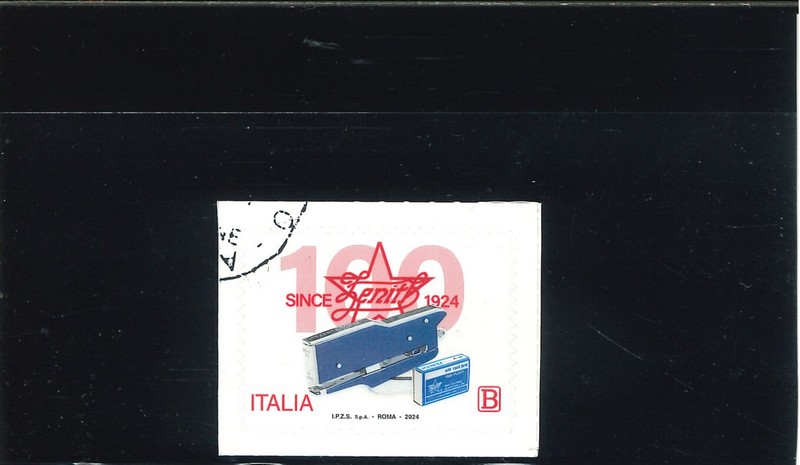 100
SINCE Zenith 1924
ITALIA
B
I.P.Z.S. S.p.A. - ROMA - 2024